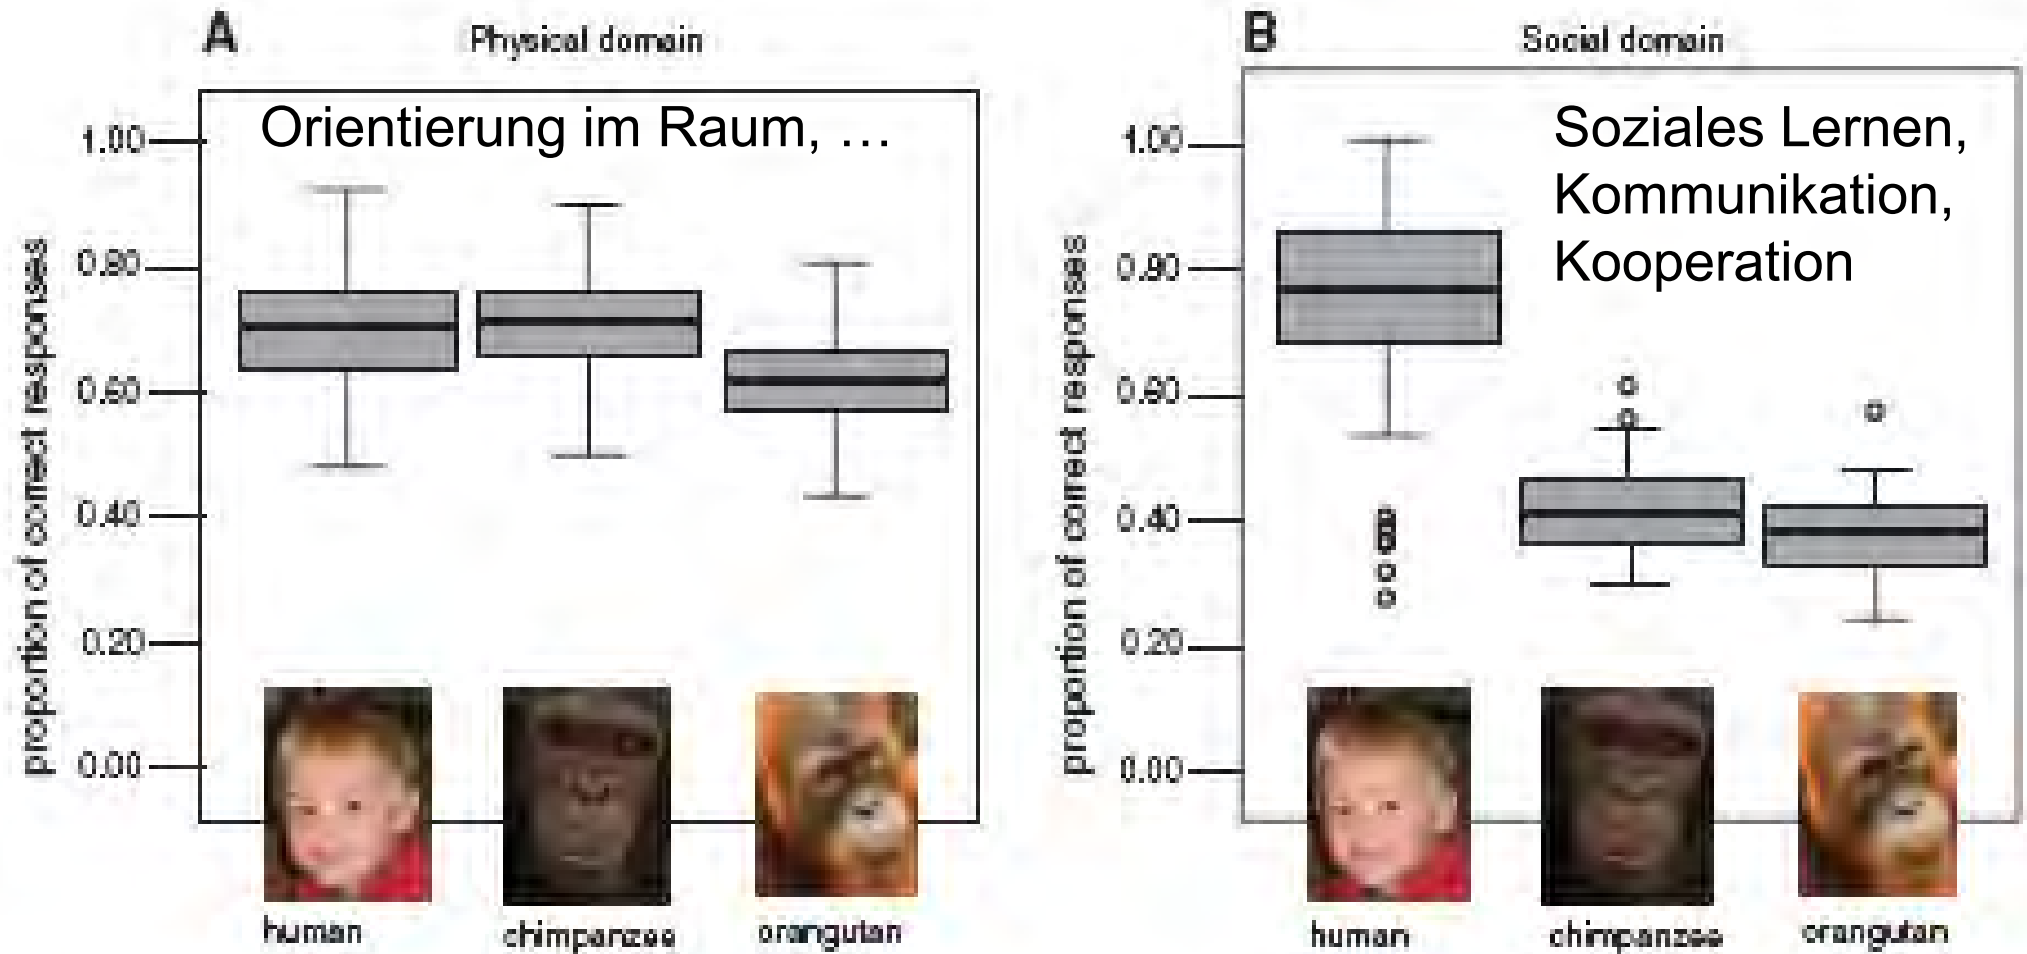 A
Physical domain
Orientierung im Raum, …
proportion of correct responses
1.00
0.80
0.60
0.40
0.20
0.00
human
chimpanzee
orangutan
B
Social domain
Soziales Lernen,
Kommunikation,
Kooperation
proportion of correct responses
1.00
0.80
0.60
0.40
0.20
0.00
human
chimpanzee
orangutan